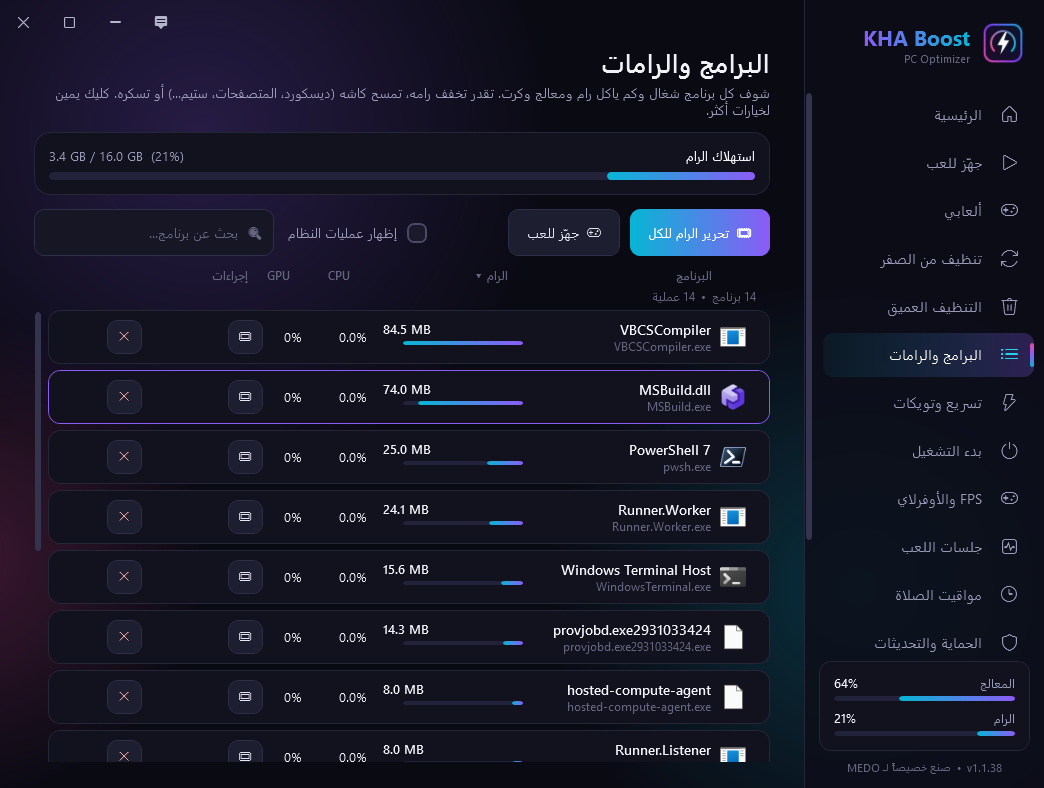 KHA Boost
PC Optimizer
الرئيسية
جهّز للعب
ألعابي
تنظيف من الصفر
التنظيف العميق
البرامج والرامات
تسريع وتويكات
بدء التشغيل
FPS والأوفرلاي
جلسات اللعب
مواقيت الصلاة
الحماية والتحديثات
المعالج 64%
الرام 21%
v1.1.38 • صنع خصيصاً لـ MEDO
البرامج والرامات
شوف كل برنامج شغال وكم ياكل رام ومعالج وكرت. تقدر تخفف رامه، تمسح كاشه (ديسكورد، المتصفحات، ستيم...) أو تسكره. كليك يمين
لخيارات أكثر.
استهلاك الرام 3.4 GB / 16.0 GB (21%)
تحرير الرام للكل جهّز للعب إظهار عمليات النظام بحث عن برنامج...
البرنامج الرام ▼ CPU GPU إجراءات
14 برنامج • 14 عملية
VBCSCompiler 84.5 MB 0.0% 0%
VBCSCompiler.exe
MSBuild.dll 74.0 MB 0.0% 0%
MSBuild.exe
PowerShell 7 25.0 MB 0.0% 0%
pwsh.exe
Runner.Worker 24.1 MB 0.0% 0%
Runner.Worker.exe
Windows Terminal Host 15.6 MB 0.0% 0%
WindowsTerminal.exe
provjobd.exe2931033424 14.3 MB 0.0% 0%
provjobd.exe2931033424.exe
hosted-compute-agent 8.0 MB 0.0% 0%
hosted-compute-agent.exe
Runner.Listener 8.0 MB 0.0% 0%